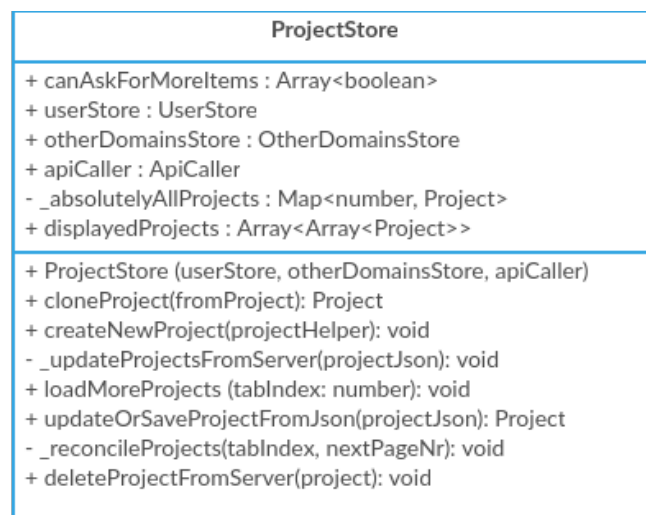 ProjectStore
+ canAskForMoreItems : Array<boolean>
+ userStore : UserStore
+ otherDomainsStore : OtherDomainsStore
+ apiCaller : ApiCaller
- _absolutelyAllProjects : Map<number, Project>
+ displayedProjects : Array<Array<Project>>
+ ProjectStore (userStore, otherDomainsStore, apiCaller)
+ cloneProject(fromProject): Project
+ createNewProject(projectHelper): void
- _updateProjectsFromServer(projectJson): void
+ loadMoreProjects (tabIndex: number): void
+ updateOrSaveProjectFromJson(projectJson): Project
- _reconcileProjects(tabIndex, nextPageNr): void
+ deleteProjectFromServer(project): void